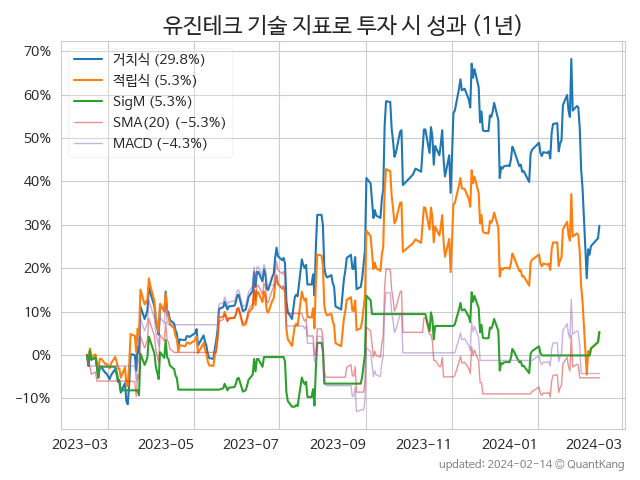 유진테크 기술 지표로 투자 시 성과 (1년)
거치식 (29.8%)
적립식 (5.3%)
SigM (5.3%)
SMA(20) (−5.3%)
MACD (−4.3%)
70%
60%
50%
40%
30%
20%
10%
0%
−10%
2023-03 2023-05 2023-07 2023-09 2023-11 2024-01 2024-03
updated: 2024-02-14 © QuantKang